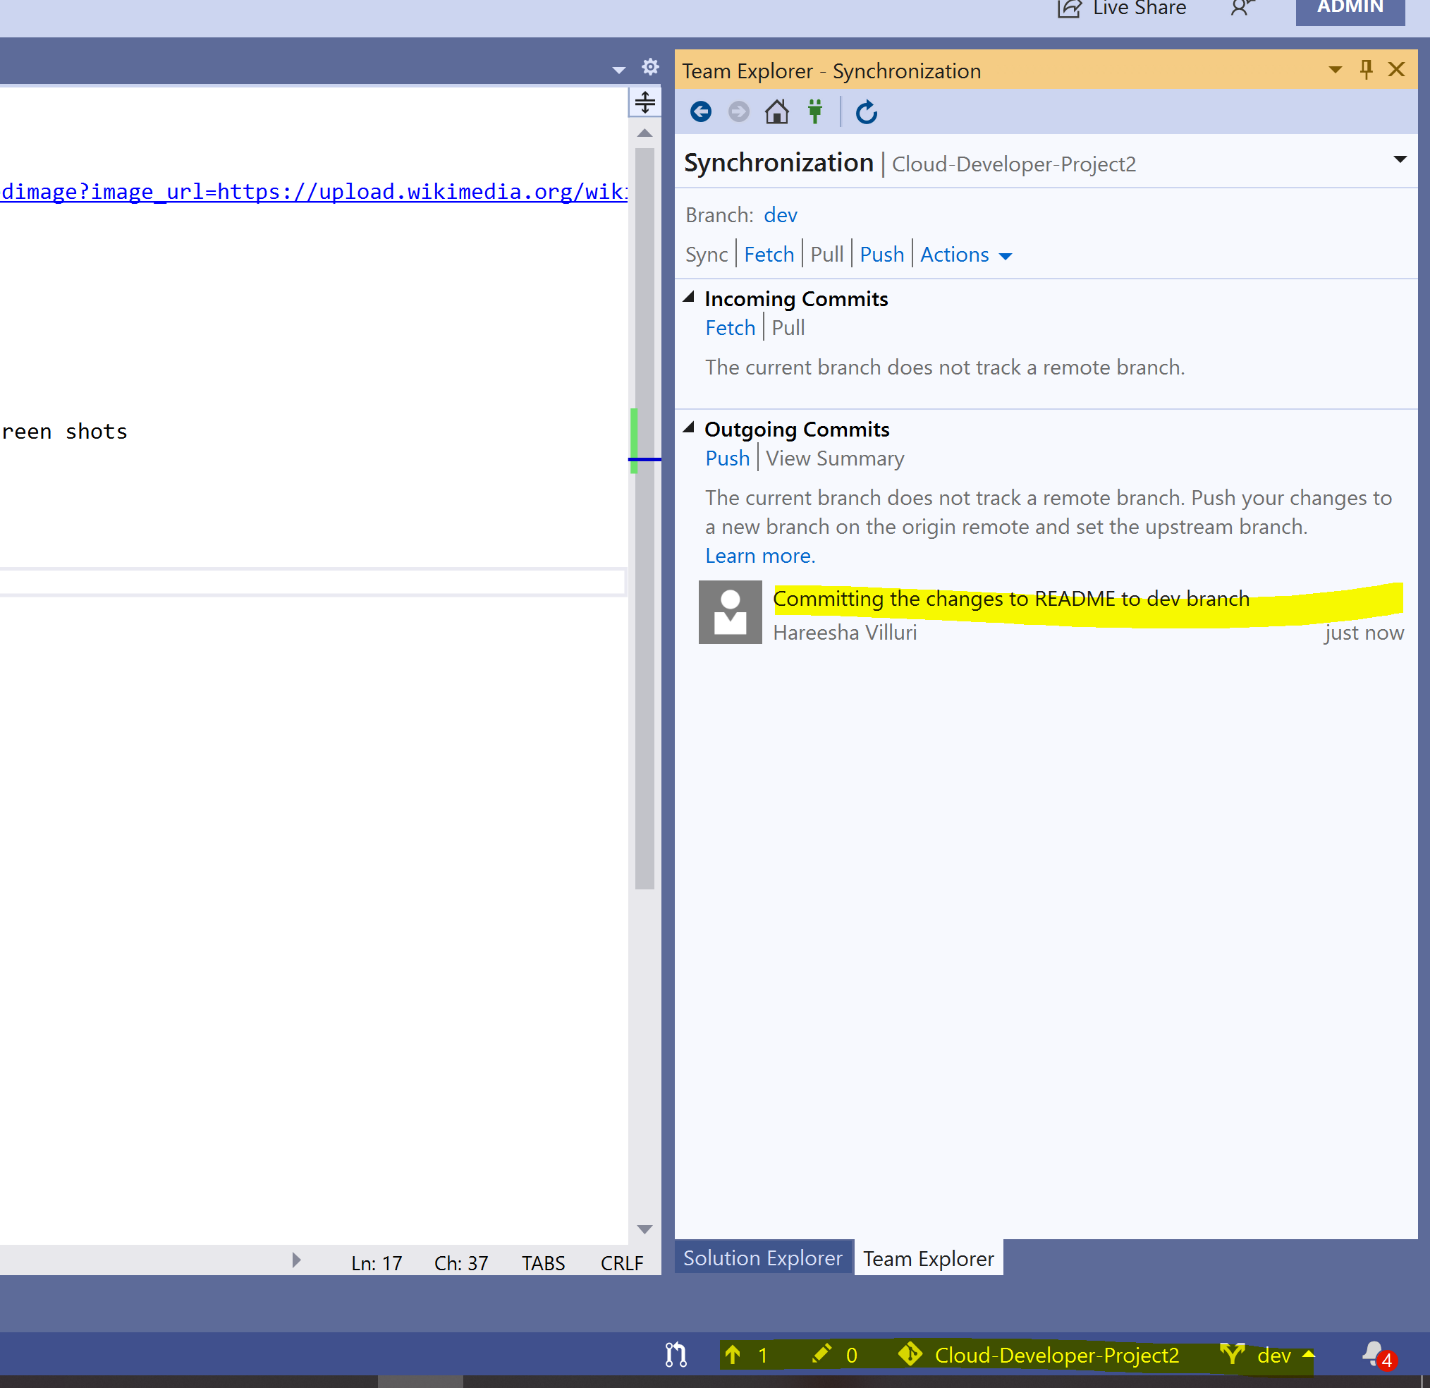 Live Share
ADMIN
Team Explorer - Synchronization
Synchronization | Cloud-Developer-Project2
dimage?image_url=https://upload.wikimedia.org/wiki
Branch: dev
Sync | Fetch | Pull | Push | Actions
Incoming Commits
Fetch | Pull
The current branch does not track a remote branch.
reen shots
Outgoing Commits
Push | View Summary
The current branch does not track a remote branch. Push your changes to
a new branch on the origin remote and set the upstream branch.
Learn more.
Committing the changes to README to dev branch
Hareesha Villuri just now
Ln: 17 Ch: 37 TABS CRLF
Solution Explorer Team Explorer
1 0 Cloud-Developer-Project2 dev 4